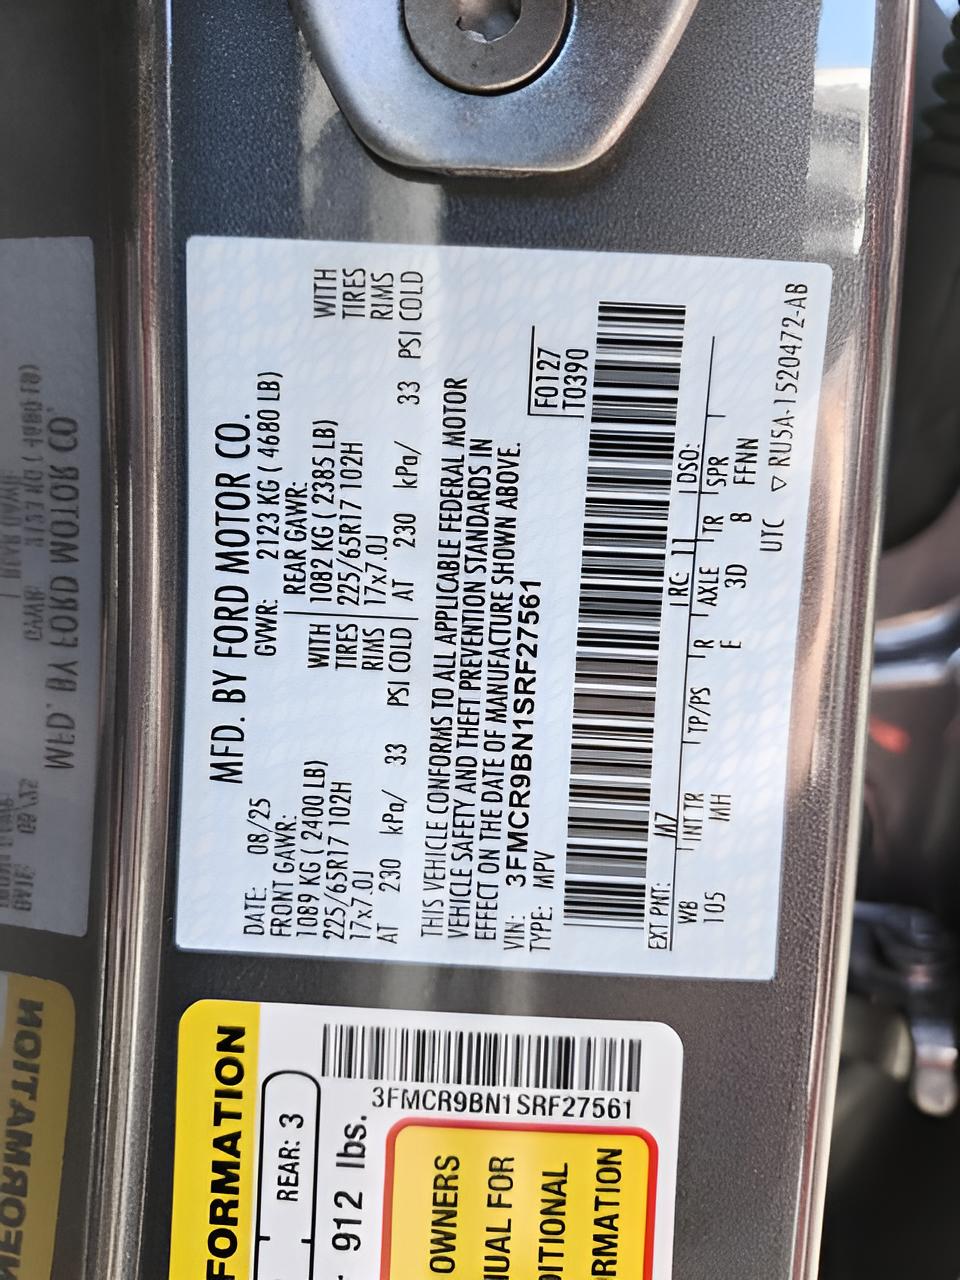 MFD. BY FORD MOTOR CO.
DATE: 08/25 GVWR: 2123 KG ( 4680 LB)
FRONT GAWR: REAR GAWR:
1089 KG ( 2400 LB) WITH 1082 KG ( 2385 LB) WITH
225/65R17 102H TIRES 225/65R17 102H TIRES
17x7.0J RIMS 17x7.0J RIMS
AT 230 kPa/ 33 PSI COLD AT 230 kPa/ 33 PSI COLD
THIS VEHICLE CONFORMS TO ALL APPLICABLE FEDERAL MOTOR
VEHICLE SAFETY AND THEFT PREVENTION STANDARDS IN
EFFECT ON THE DATE OF MANUFACTURE SHOWN ABOVE.
VIN: 3FMCR9BN1SRF27561
TYPE: MPV
F0127
T0390
EXT PNT: M7 RC: 11 DSO:
WB INT TR TP/PS R AXLE TR SPR
105 MH E 3D 8 FFNN
UTC ▽ RU5A-1520472-AB
FORMATION
REAR: 3
912 lbs.
3FMCR9BN1SRF27561
OWNERS
UAL FOR
DITIONAL
RMATION